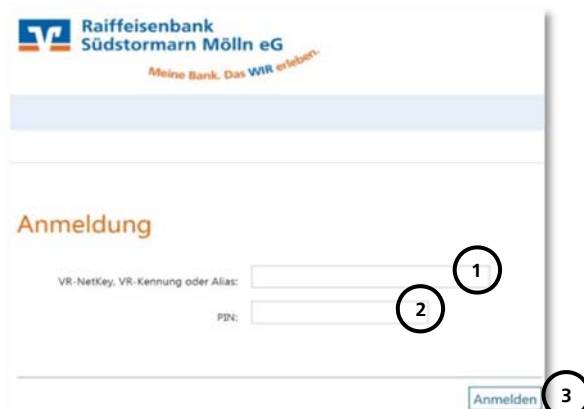 Raiffeisenbank
Südstormarn Mölln eG
Meine Bank. Das WIR erleben.
Anmeldung
VR-NetKey, VR-Kennung oder Alias:
1
PIN:
2
Anmelden
3